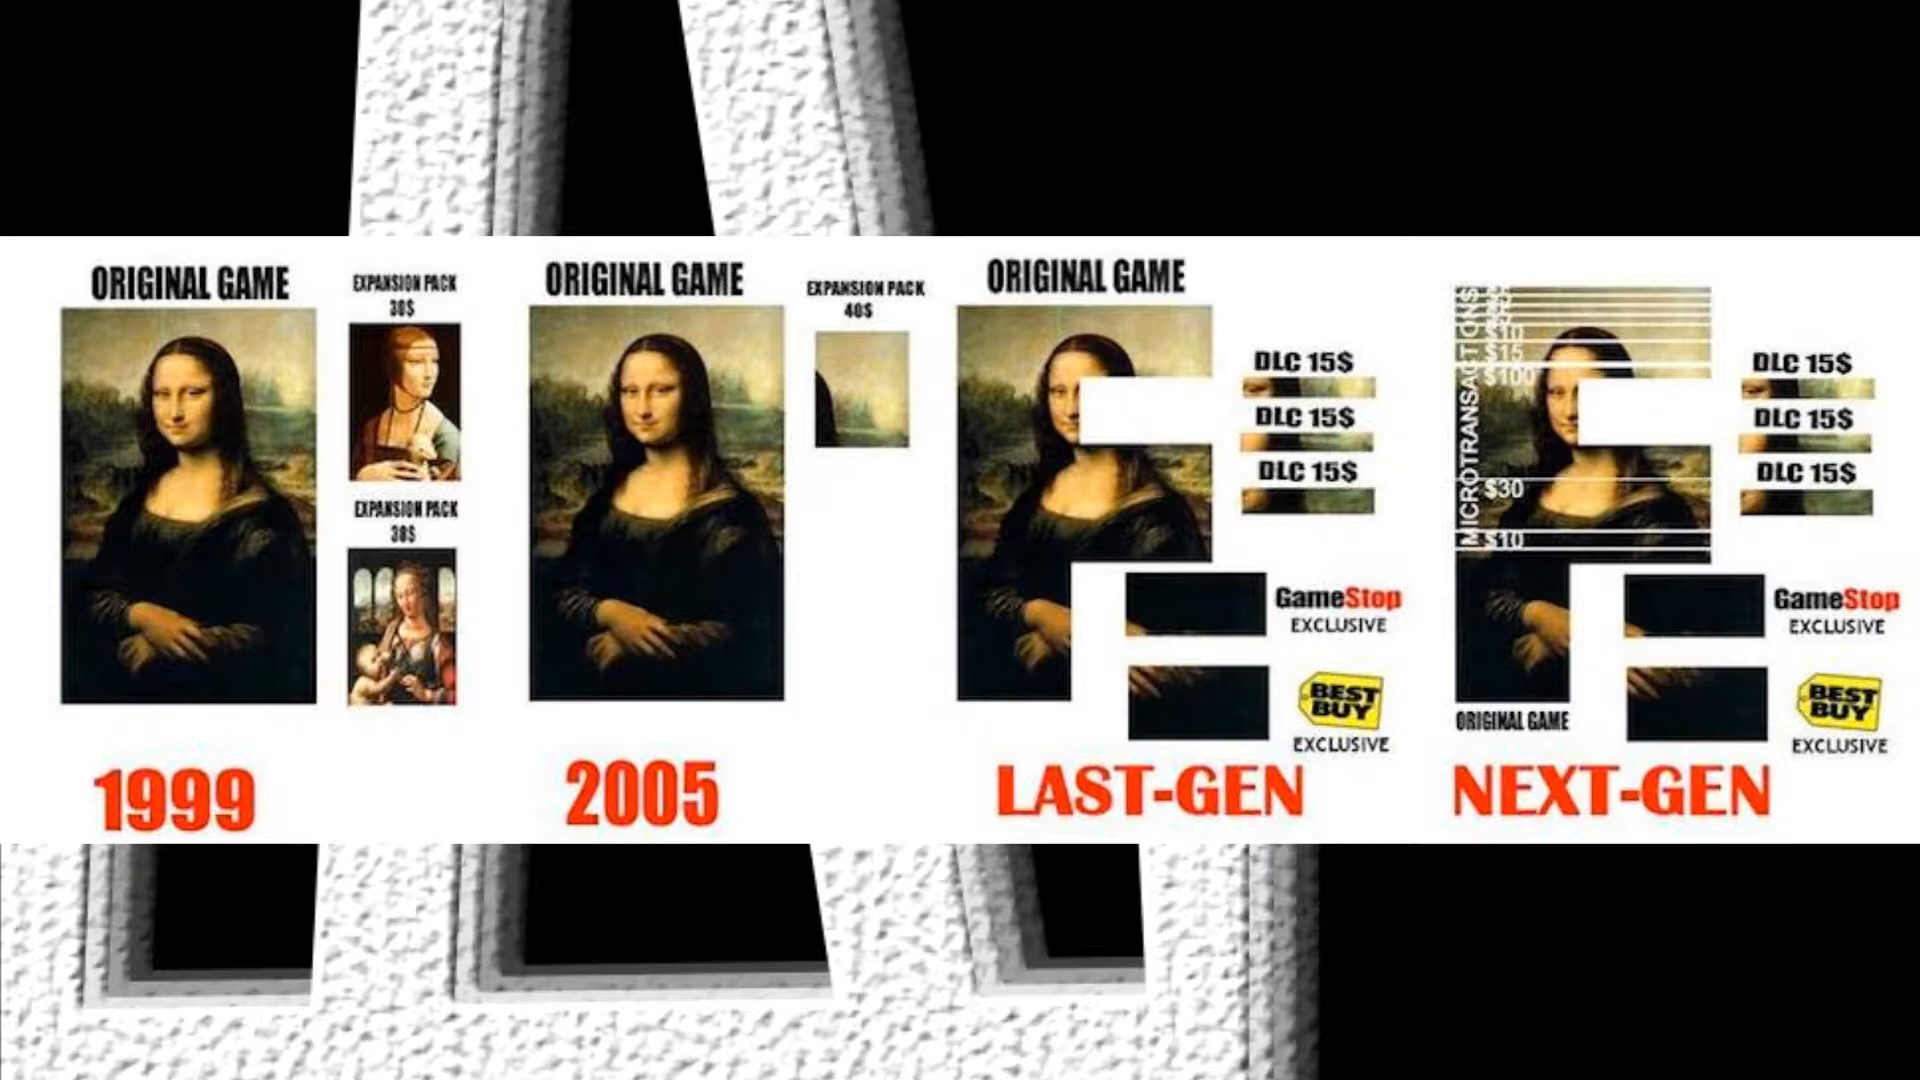 ORIGINAL GAME
EXPANSION PACK
30$
EXPANSION PACK
30$
1999
ORIGINAL GAME
EXPANSION PACK
40$
2005
ORIGINAL GAME
DLC 15$
DLC 15$
DLC 15$
GameStop
EXCLUSIVE
BEST
BUY
EXCLUSIVE
LAST-GEN
MICROTRANSACTIONS
$10
$15
$100
$30
$10
DLC 15$
DLC 15$
DLC 15$
GameStop
EXCLUSIVE
BEST
BUY
EXCLUSIVE
ORIGINAL GAME
NEXT-GEN